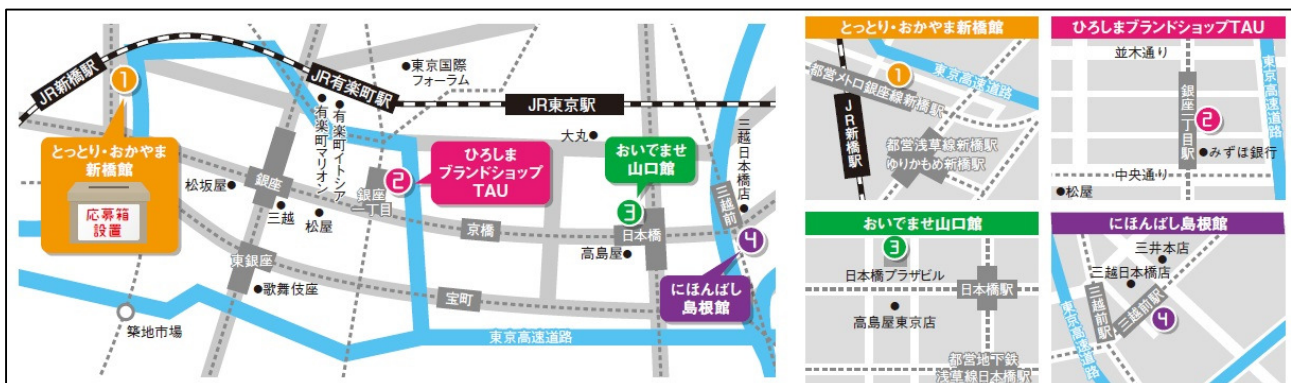 JR新橋駅
1
とっとり・おかやま
新橋館
応募箱
設置
JR有楽町駅
●東京国際
フォーラム
●有楽町イトシア
●有楽町マリオン
JR東京駅
大丸●
三越日本橋店●
松坂屋●
銀座
三越
松屋
銀座
一丁目
2
ひろしま
ブランドショップ
TAU
京橋
おいでませ
山口館
3
日本橋
高島屋●
三越前
4
にほんばし
島根館
東銀座
●歌舞伎座
宝町
築地市場
東京高速道路
とっとり・おかやま新橋館
1
東京高速道路
都営メトロ銀座線新橋駅
JR新橋駅
都営浅草線新橋駅
ゆりかもめ新橋駅
ひろしまブランドショップTAU
並木通り
東京高速道路
銀座一丁目駅
2
●みずほ銀行
中央通り
●松屋
おいでませ山口館
3
日本橋プラザビル
日本橋駅
高島屋東京店
都営地下鉄
浅草線日本橋駅
にほんばし島根館
三井本店
三越日本橋店
三越前駅
三越前駅
4
東京高速道路